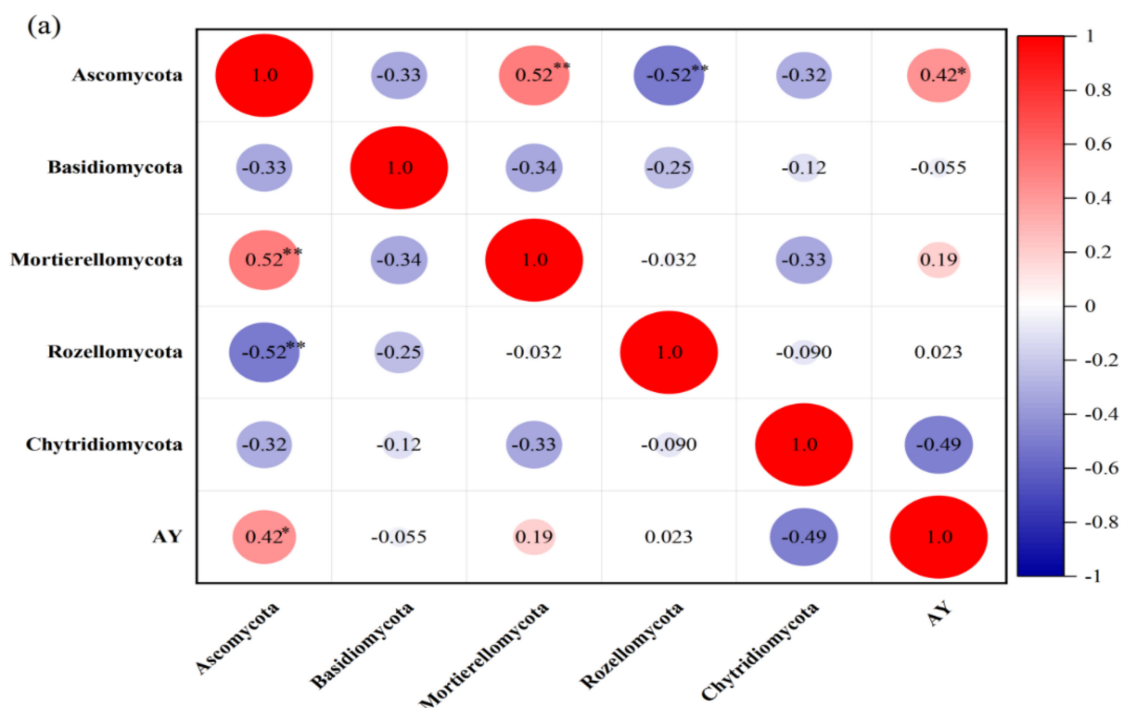 (a)
Ascomycota 1.0 -0.33 0.52** -0.52** -0.32 0.42*
Basidiomycota -0.33 1.0 -0.34 -0.25 -0.12 -0.055
Mortierellomycota 0.52** -0.34 1.0 -0.032 -0.33 0.19
Rozellomycota -0.52** -0.25 -0.032 1.0 -0.090 0.023
Chytridiomycota -0.32 -0.12 -0.33 -0.090 1.0 -0.49
AY 0.42* -0.055 0.19 0.023 -0.49 1.0
Ascomycota
Basidiomycota
Mortierellomycota
Rozellomycota
Chytridiomycota
AY
1
0.8
0.6
0.4
0.2
0
-0.2
-0.4
-0.6
-0.8
-1